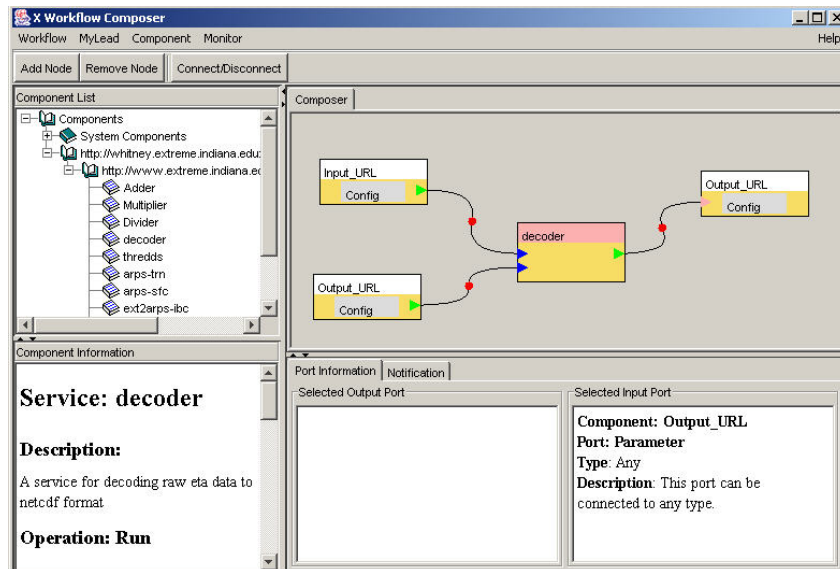 X Workflow Composer
Workflow MyLead Component Monitor Help
Add Node Remove Node Connect/Disconnect
Component List
Components
System Components
http://whitney.extreme.indiana.edu:
http://www.extreme.indiana.ed
Adder
Multiplier
Divider
decoder
thredds
arps-trn
arps-sfc
ext2arps-ibc
Composer
Input_URL
Config
Output_URL
Config
decoder
Output_URL
Config
Component Information
Service: decoder
Description:
A service for decoding raw eta data to
netcdf format
Operation: Run
Port Information Notification
Selected Output Port
Selected Input Port
Component: Output_URL
Port: Parameter
Type: Any
Description: This port can be
connected to any type.